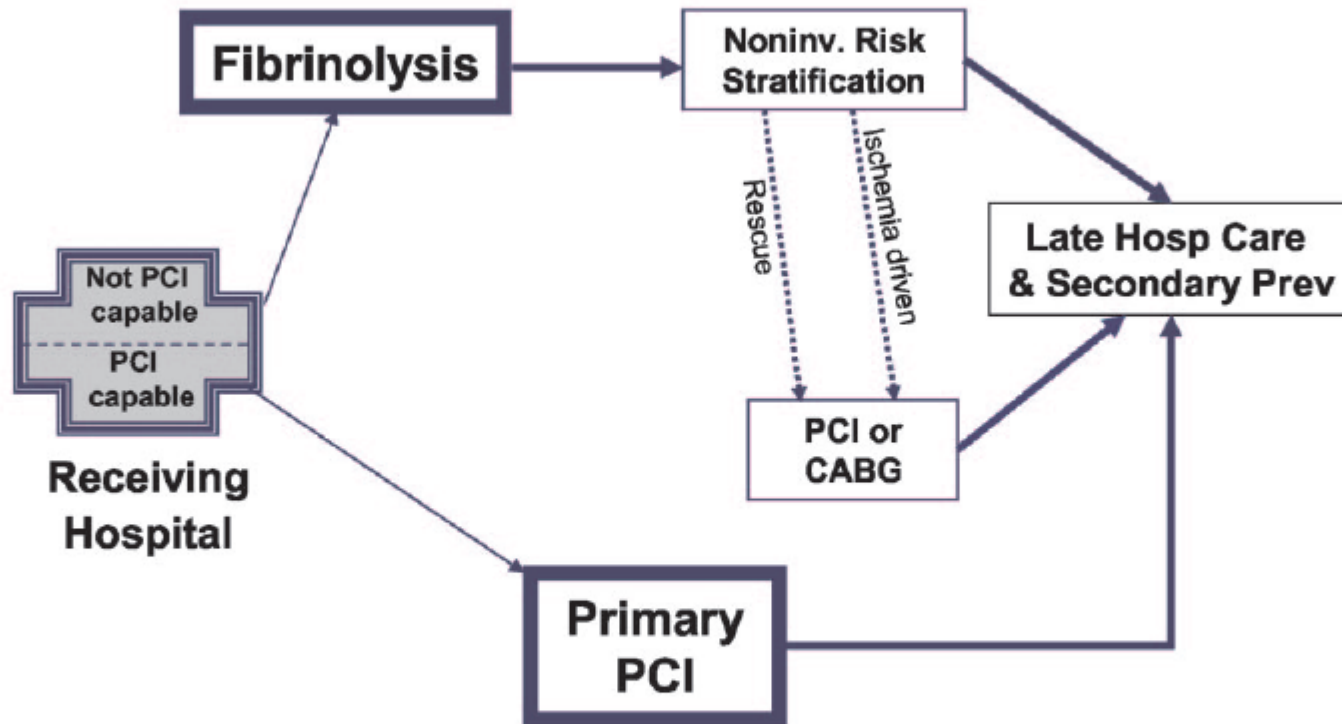 Fibrinolysis
Noninv. Risk
Stratification
Rescue
Ischemia driven
Late Hosp Care
& Secondary Prev
Not PCI
capable
PCI
capable
Receiving
Hospital
PCI or
CABG
Primary
PCI